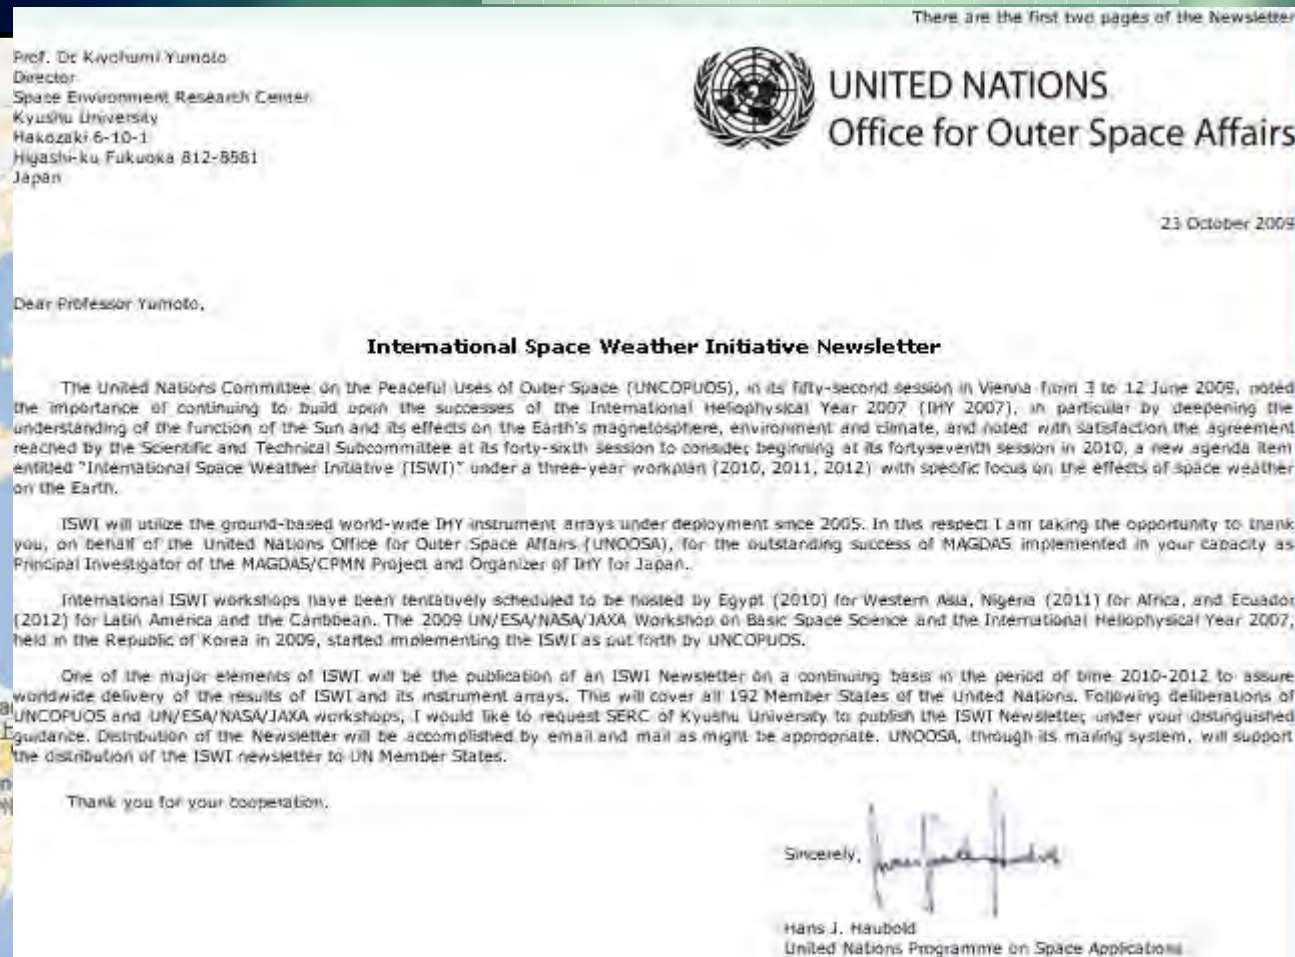 There are the first two pages of the Newsletter
Prof. Dr. Kiyohumi Yumoto
Director
Space Environment Research Center
Kyushu University
Hakozaki 6-10-1
Higashi-ku Fukuoka 812-8581
Japan
UNITED NATIONS
Office for Outer Space Affairs
23 October 2009
Dear Professor Yumoto,
International Space Weather Initiative Newsletter
The United Nations Committee on the Peaceful Uses of Outer Space (UNCOPUOS), in its fifty-second session in Vienna from 3 to 12 June 2009, noted
the importance of continuing to build upon the successes of the International Heliophysical Year 2007 (IHY 2007), in particular by deepening the
understanding of the function of the Sun and its effects on the Earth's magnetosphere, environment and climate, and noted with satisfaction the agreement
reached by the Scientific and Technical Subcommittee at its forty-sixth session to consider, beginning at its fortyseventh session in 2010, a new agenda item
entitled "International Space Weather Initiative (ISWI)" under a three-year workplan (2010, 2011, 2012) with specific focus on the effects of space weather
on the Earth.
ISWI will utilize the ground-based world-wide IHY instrument arrays under deployment since 2005. In this respect I am taking the opportunity to thank
you, on behalf of the United Nations Office for Outer Space Affairs (UNOOSA), for the outstanding success of MAGDAS implemented in your capacity as
Principal Investigator of the MAGDAS/CPMN Project and Organizer of IHY for Japan.
International ISWI workshops have been tentatively scheduled to be hosted by Egypt (2010) for Western Asia, Nigeria (2011) for Africa, and Ecuador
(2012) for Latin America and the Caribbean. The 2009 UN/ESA/NASA/JAXA Workshop on Basic Space Science and the International Heliophysical Year 2007,
held in the Republic of Korea in 2009, started implementing the ISWI as put forth by UNCOPUOS.
One of the major elements of ISWI will be the publication of an ISWI Newsletter on a continuing basis in the period of time 2010-2012 to assure
worldwide delivery of the results of ISWI and its instrument arrays. This will cover all 192 Member States of the United Nations. Following deliberations of
UNCOPUOS and UN/ESA/NASA/JAXA workshops, I would like to request SERC of Kyushu University to publish the ISWI Newsletter, under your distinguished
guidance. Distribution of the Newsletter will be accomplished by email and mail as might be appropriate. UNOOSA, through its mailing system, will support
the distribution of the ISWI newsletter to UN Member States.
Thank you for your cooperation.
Sincerely,
Hans J. Haubold
United Nations Programme on Space Applications